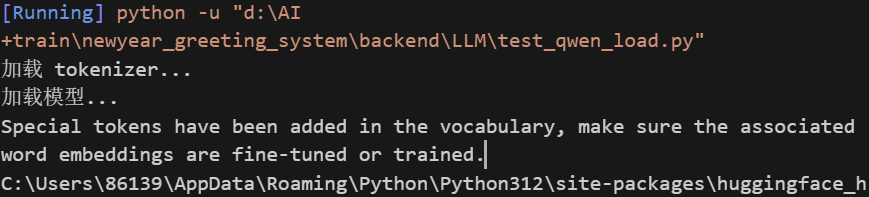 [Running] python -u "d:\AI
+train\newyear_greeting_system\backend\LLM\test_qwen_load.py"
加载 tokenizer...
加载模型...
Special tokens have been added in the vocabulary, make sure the associated
word embeddings are fine-tuned or trained.
C:\Users\86139\AppData\Roaming\Python\Python312\site-packages\huggingface_h